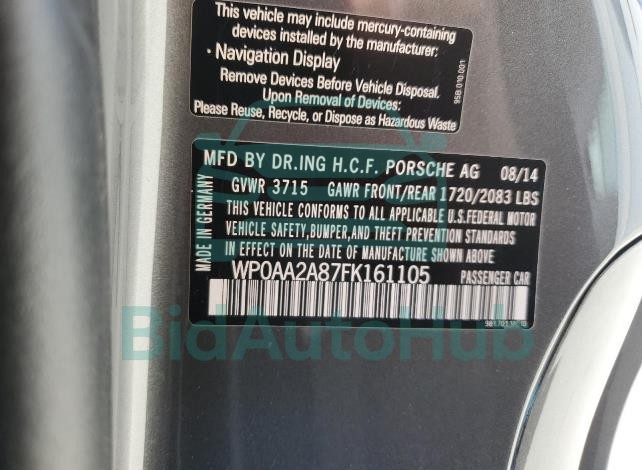 This vehicle may include mercury-containing
devices installed by the manufacturer:
· Navigation Display
Remove Devices Before Vehicle Disposal,
Upon Removal of Devices:
Please Reuse, Recycle, or Dispose as Hazardous Waste
95B.010.001
MFD BY DR.ING H.C.F. PORSCHE AG 08/14
GVWR 3715 GAWR FRONT/REAR 1720/2083 LBS
THIS VEHICLE CONFORMS TO ALL APPLICABLE U.S.FEDERAL MOTOR
VEHICLE SAFETY,BUMPER,AND THEFT PREVENTION STANDARDS
IN EFFECT ON THE DATE OF MANUFACTURE SHOWN ABOVE
WP0AA2A87FK161105 PASSENGER CAR
MADE IN GERMANY
BidAutoHub